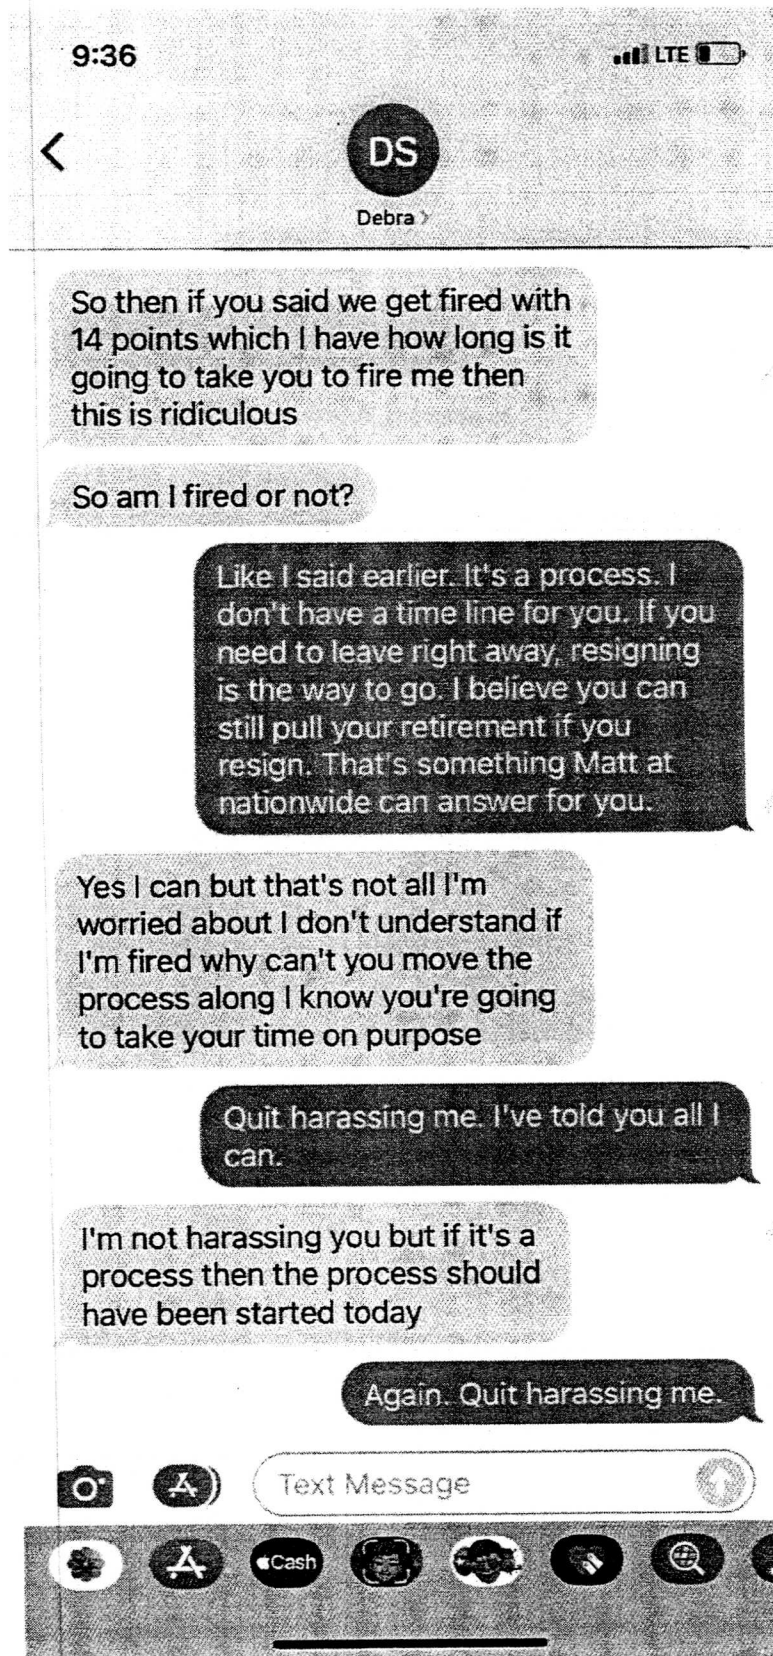 9:36
LTE
DS
Debra
So then if you said we get fired with
14 points which I have how long is it
going to take you to fire me then
this is ridiculous
So am I fired or not?
Like I said earlier. It's a process. I
don't have a time line for you. If you
need to leave right away, resigning
is the way to go. I believe you can
still pull your retirement if you
resign. That's something Matt at
nationwide can answer for you.
Yes I can but that's not all I'm
worried about I don't understand if
I'm fired why can't you move the
process along I know you're going
to take your time on purpose
Quit harassing me. I've told you all I
can.
I'm not harassing you but if it's a
process then the process should
have been started today
Again. Quit harassing me.
Text Message
Cash